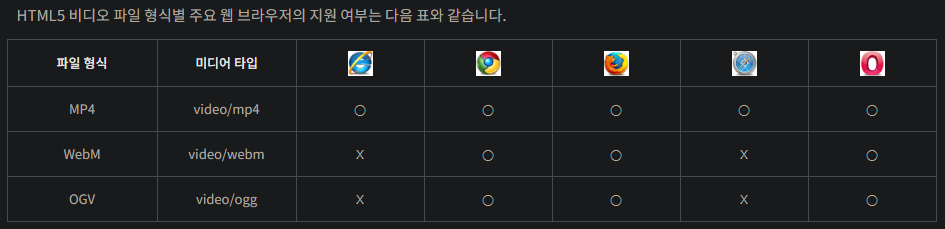 HTML5 비디오 파일 형식별 주요 웹 브라우저의 지원 여부는 다음 표와 같습니다.
파일 형식 미디어 타입
MP4 video/mp4 ○ ○ ○ ○ ○
WebM video/webm X ○ ○ X ○
OGV video/ogg X ○ ○ X ○